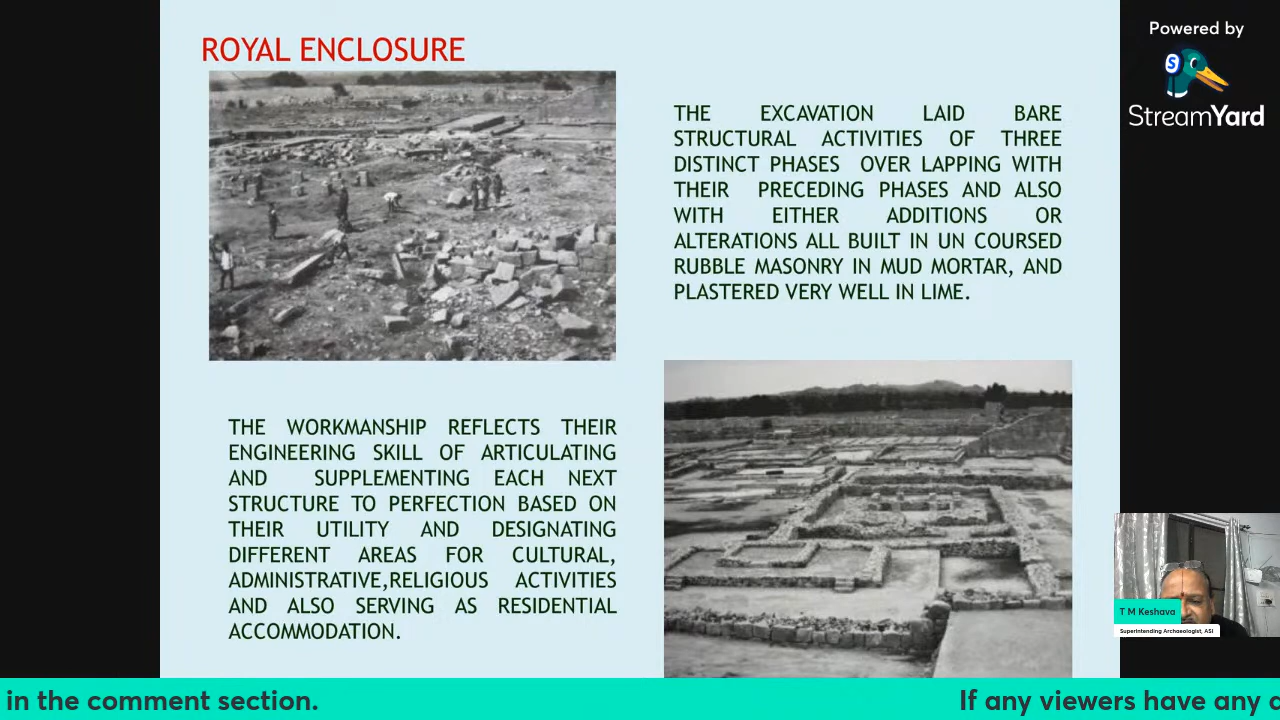 ROYAL ENCLOSURE
THE EXCAVATION LAID BARE
STRUCTURAL ACTIVITIES OF THREE
DISTINCT PHASES OVER LAPPING WITH
THEIR PRECEDING PHASES AND ALSO
WITH EITHER ADDITIONS OR
ALTERATIONS ALL BUILT IN UN COURSED
RUBBLE MASONRY IN MUD MORTAR, AND
PLASTERED VERY WELL IN LIME.
THE WORKMANSHIP REFLECTS THEIR
ENGINEERING SKILL OF ARTICULATING
AND SUPPLEMENTING EACH NEXT
STRUCTURE TO PERFECTION BASED ON
THEIR UTILITY AND DESIGNATING
DIFFERENT AREAS FOR CULTURAL,
ADMINISTRATIVE,RELIGIOUS ACTIVITIES
AND ALSO SERVING AS RESIDENTIAL
ACCOMMODATION.
Powered by
S
StreamYard
T M Keshava
Superintending Archaeologist, ASI
in the comment section.
If any viewers have any